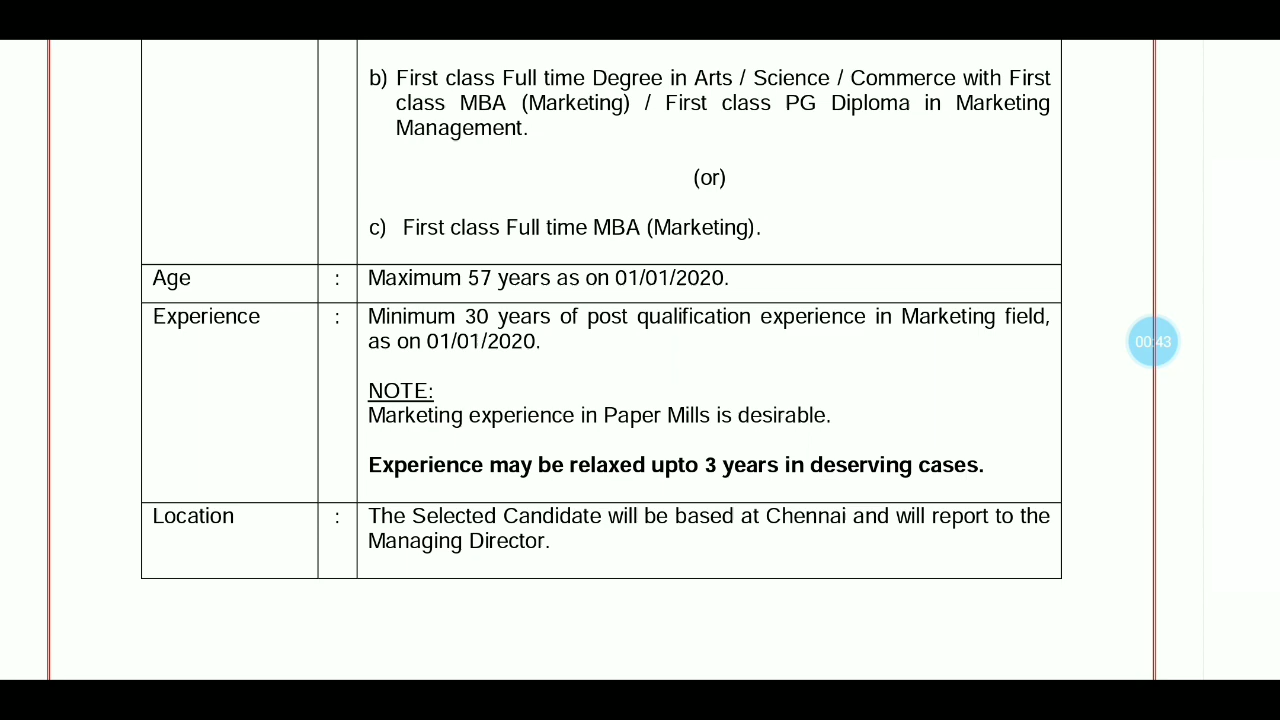 b) First class Full time Degree in Arts / Science / Commerce with First
class MBA (Marketing) / First class PG Diploma in Marketing
Management.
(or)
c) First class Full time MBA (Marketing).
Age : Maximum 57 years as on 01/01/2020.
Experience : Minimum 30 years of post qualification experience in Marketing field,
as on 01/01/2020.
00:43
NOTE:
Marketing experience in Paper Mills is desirable.
Experience may be relaxed upto 3 years in deserving cases.
Location : The Selected Candidate will be based at Chennai and will report to the
Managing Director.